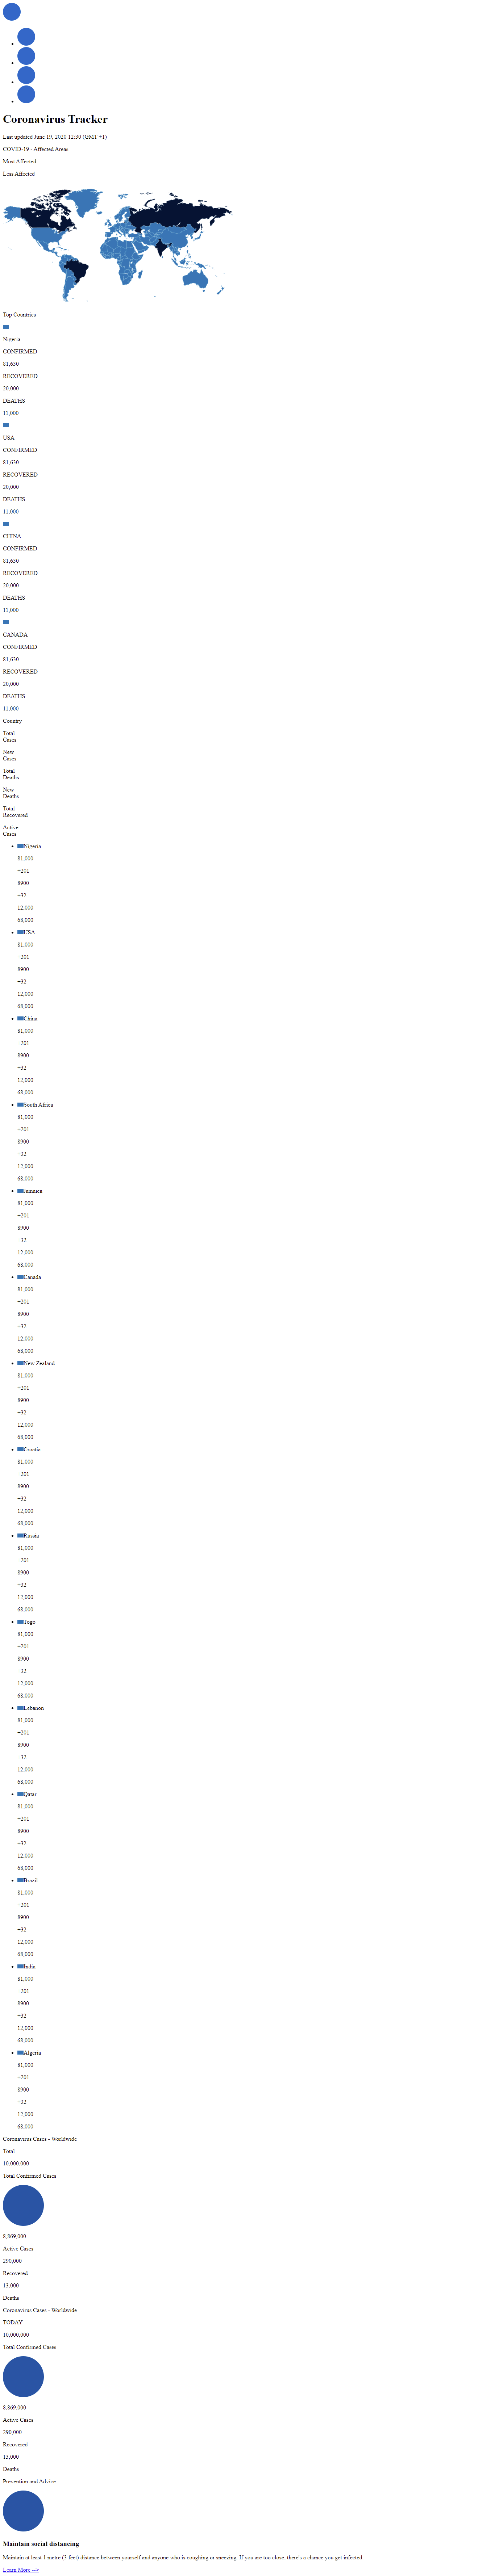 Coronavirus Tracker
Last updated June 19, 2020 12:30 (GMT +1)
COVID-19 - Affected Areas
Most Affected
Less Affected
Top Countries
Nigeria
CONFIRMED
81,630
RECOVERED
20,000
DEATHS
11,000
USA
CONFIRMED
81,630
RECOVERED
20,000
DEATHS
11,000
CHINA
CONFIRMED
81,630
RECOVERED
20,000
DEATHS
11,000
CANADA
CONFIRMED
81,630
RECOVERED
20,000
DEATHS
11,000
Country
Total
Cases
New
Cases
Total
Deaths
New
Deaths
Total
Recovered
Active
Cases
Nigeria
81,000
+201
8900
+32
12,000
68,000
USA
81,000
+201
8900
+32
12,000
68,000
China
81,000
+201
8900
+32
12,000
68,000
South Africa
81,000
+201
8900
+32
12,000
68,000
Jamaica
81,000
+201
8900
+32
12,000
68,000
Canada
81,000
+201
8900
+32
12,000
68,000
New Zealand
81,000
+201
8900
+32
12,000
68,000
Croatia
81,000
+201
8900
+32
12,000
68,000
Russia
81,000
+201
8900
+32
12,000
68,000
Togo
81,000
+201
8900
+32
12,000
68,000
Lebanon
81,000
+201
8900
+32
12,000
68,000
Qatar
81,000
+201
8900
+32
12,000
68,000
Brazil
81,000
+201
8900
+32
12,000
68,000
India
81,000
+201
8900
+32
12,000
68,000
Algeria
81,000
+201
8900
+32
12,000
68,000
Coronavirus Cases - Worldwide
Total
10,000,000
Total Confirmed Cases
8,869,000
Active Cases
290,000
Recovered
13,000
Deaths
Coronavirus Cases - Worldwide
TODAY
10,000,000
Total Confirmed Cases
8,869,000
Active Cases
290,000
Recovered
13,000
Deaths
Prevention and Advice
Maintain social distancing
Maintain at least 1 metre (3 feet) distance between yourself and anyone who is coughing or sneezing. If you are too close, there's a chance you get infected.
Learn More -->